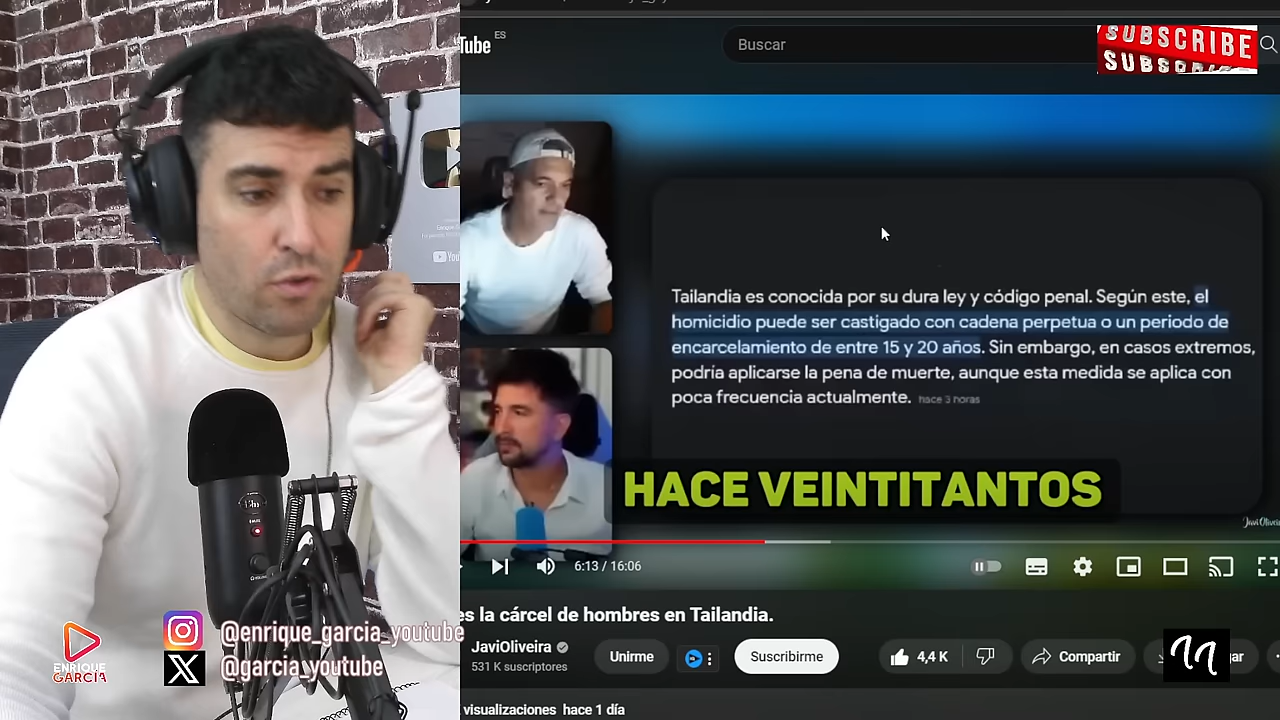 Tube ES
Buscar
SUBSCRIBE
SUBSCRIBE
Tailandia es conocida por su dura ley y código penal. Según este, el
homicidio puede ser castigado con cadena perpetua o un periodo de
encarcelamiento de entre 15 y 20 años. Sin embargo, en casos extremos,
podría aplicarse la pena de muerte, aunque esta medida se aplica con
poca frecuencia actualmente. hace 3 horas
HACE VEINTITANTOS
JaviOliveira
6:13 / 16:06
es la cárcel de hombres en Tailandia.
JaviOliveira
531 K suscriptores
Unirme
Suscribirme
4,4 K
Compartir
visualizaciones hace 1 día
@enrique_garcia_youtube
@garcia_youtube
ENRIQUE
GARCIA